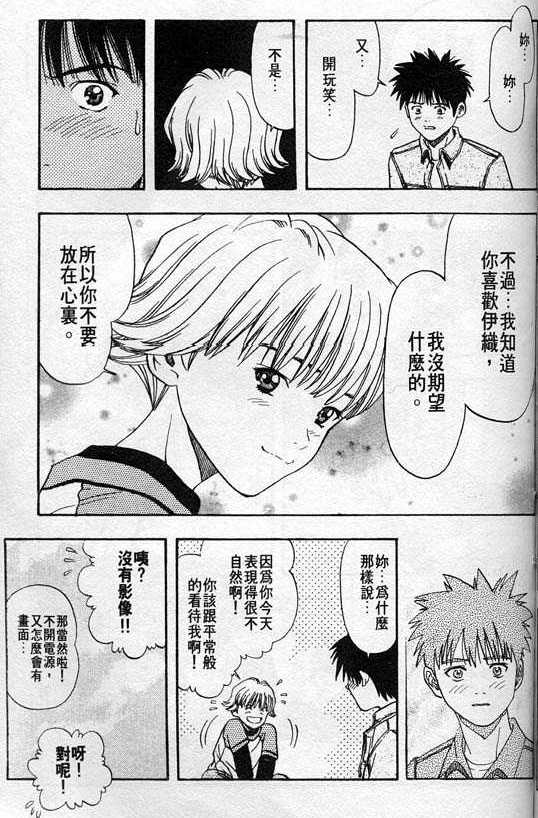 妳…
妳…
又…
開玩笑…
不是…
不過…我知道
你喜歡伊織，
我沒期望
什麼的。
所以你不要
放在心裏。
妳…爲什麼
那樣說…
因爲你今天
表現得很不
自然啊！
你該跟平常般
的看待我啊！
咦？
沒有影像!!
那當然啦！
不開電源，
又怎麼會有
畫面…
呀！
對呢！